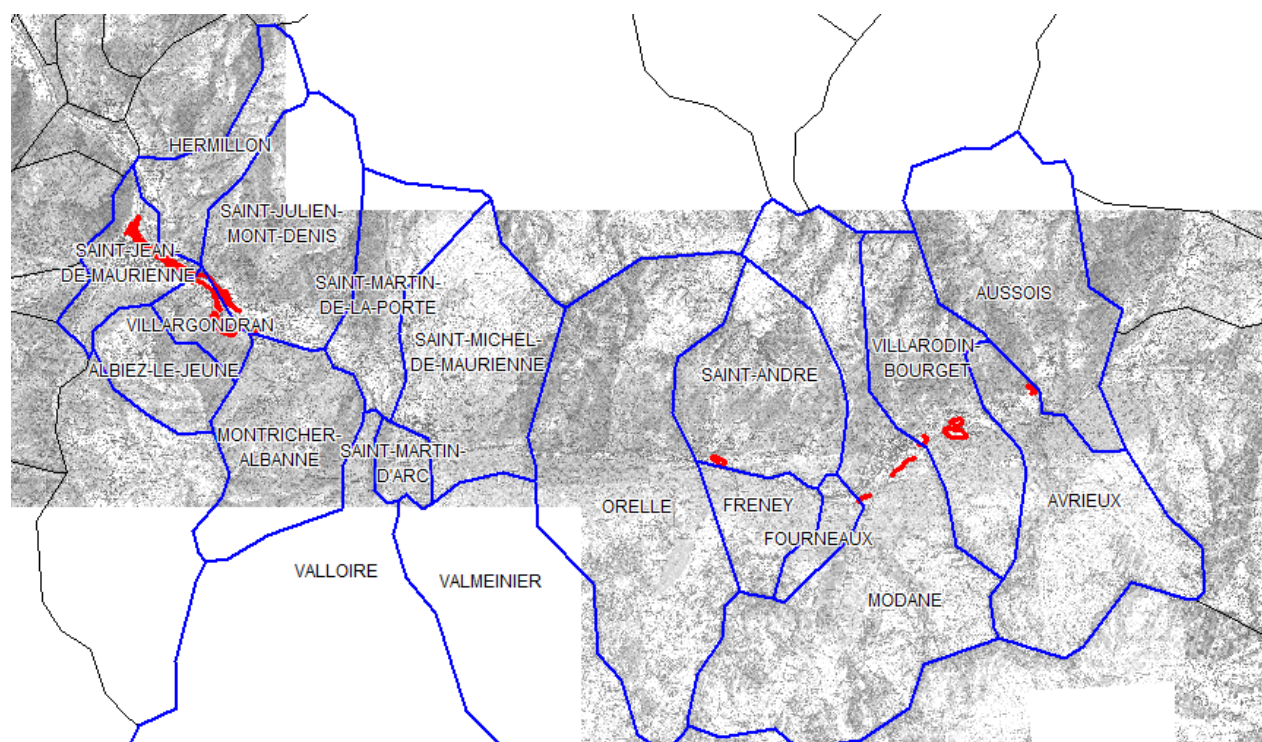 HERMILLON
SAINT-JULIEN-
MONT-DENIS
SAINT-JEAN-
DE-MAURIENNE
SAINT-MARTIN-
DE-LA-PORTE
AUSSOIS
VILLARGONDRAN
SAINT-MICHEL-
DE-MAURIENNE
VILLARODIN-
BOURGET
ALBIEZ-LE-JEUNE
SAINT-ANDRE
MONTRICHER-
ALBANNE
SAINT-MARTIN-
D'ARC
ORELLE
FRENEY
AVRIEUX
FOURNEAUX
VALLOIRE
VALMEINIER
MODANE